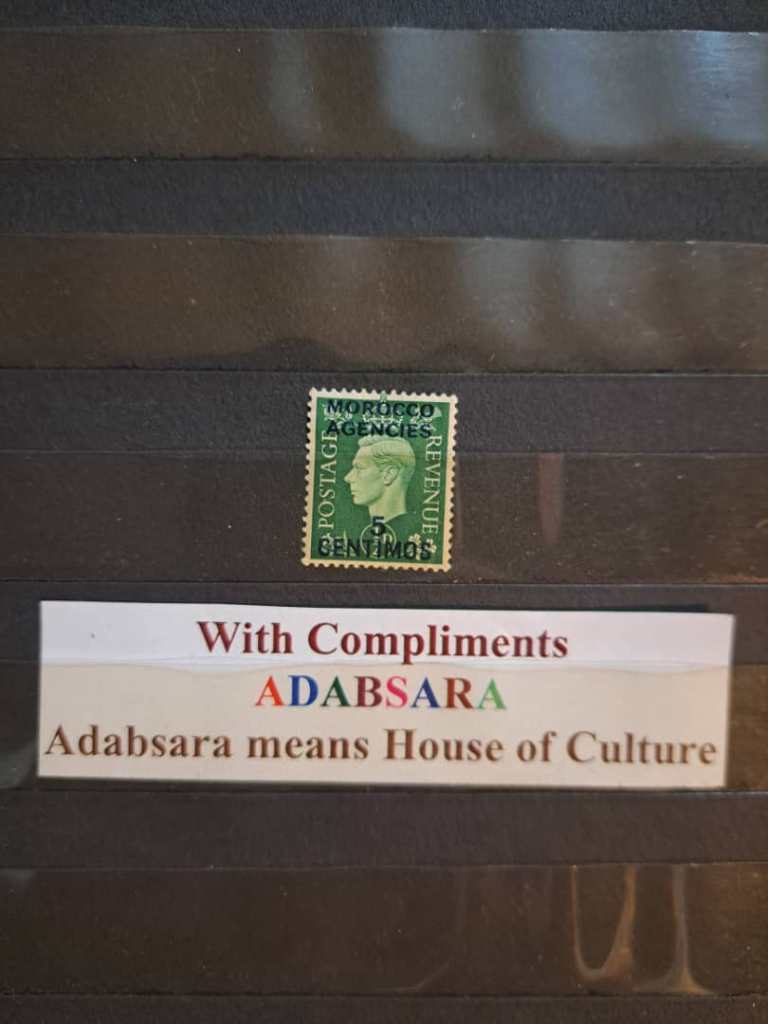 MOROCCO
AGENCIES
POSTAGE
REVENUE
5
CENTIMOS
With Compliments
ADABSARA
Adabsara means House of Culture